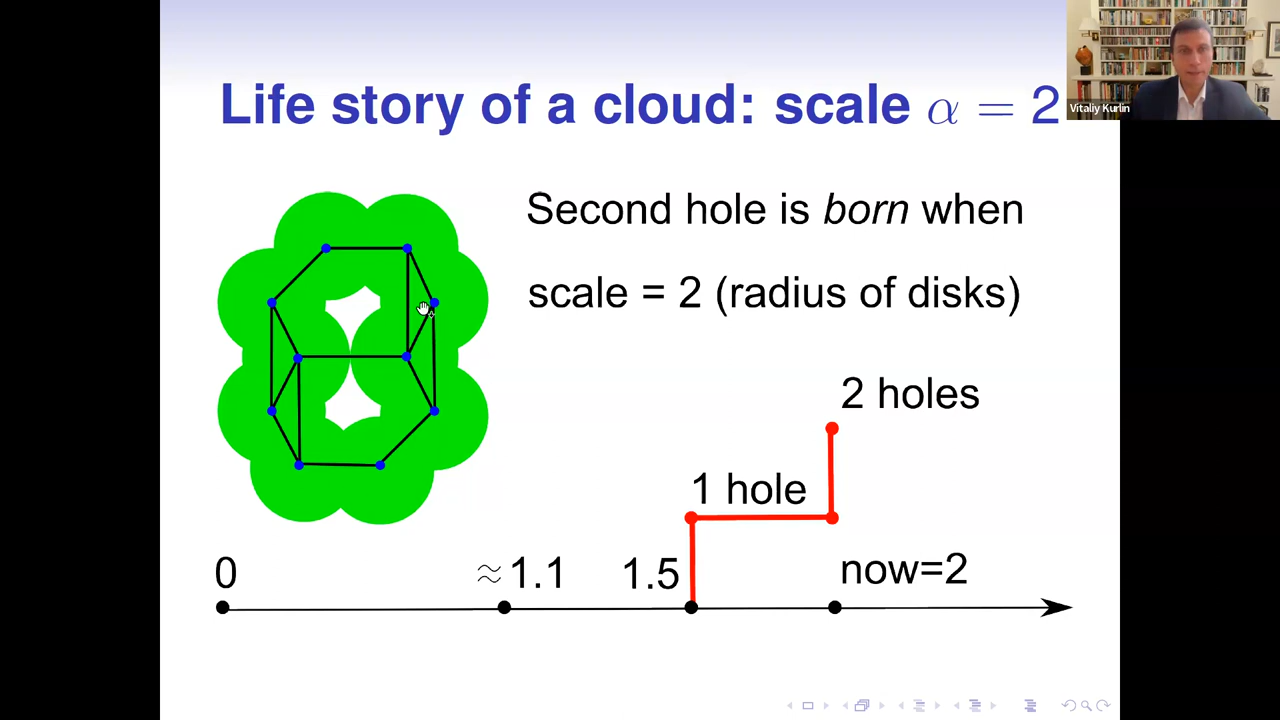 Life story of a cloud: scale α = 2
Vitaliy Kurlin
Second hole is born when
scale = 2 (radius of disks)
2 holes
1 hole
0
≈1.1
1.5
now=2